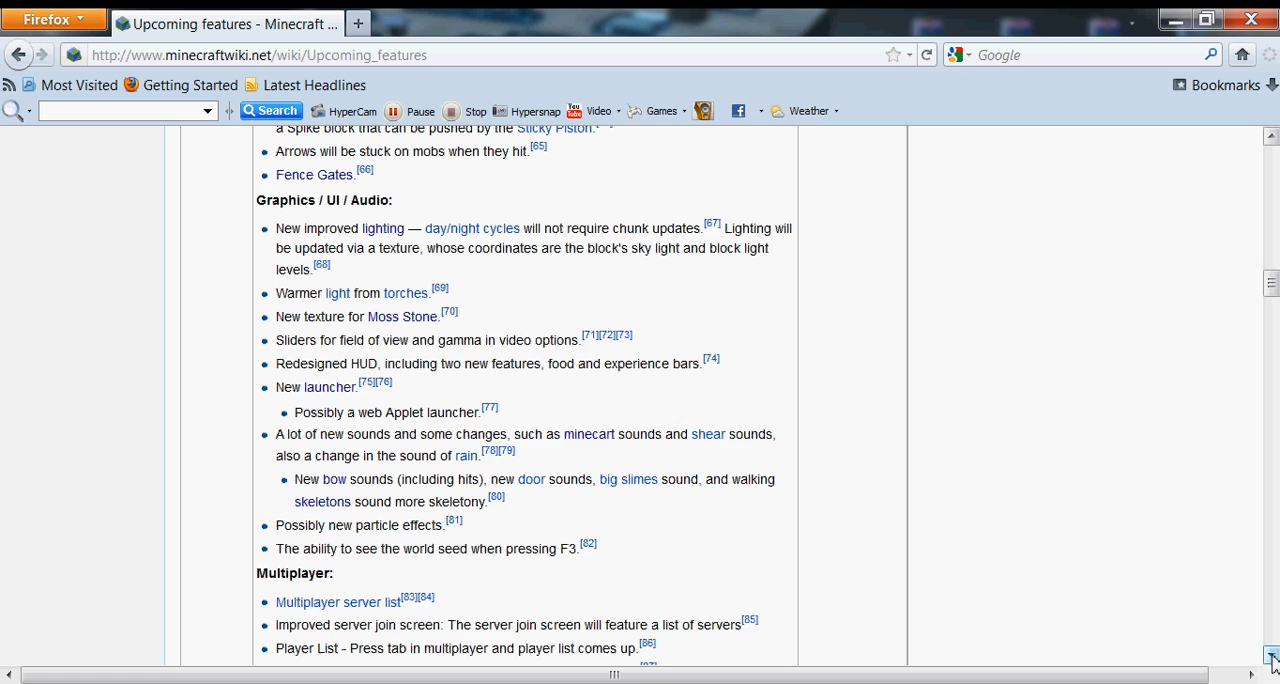 Firefox
Upcoming features - Minecraft ...
http://www.minecraftwiki.net/wiki/Upcoming_features
Google
Most Visited Getting Started Latest Headlines Bookmarks
Search HyperCam Pause Stop Hypersnap Video Games Weather
a Spike block that can be pushed by the Sticky Piston.
Arrows will be stuck on mobs when they hit.[65]
Fence Gates.[66]
Graphics / UI / Audio:
New improved lighting — day/night cycles will not require chunk updates.[67] Lighting will
be updated via a texture, whose coordinates are the block's sky light and block light
levels.[68]
Warmer light from torches.[69]
New texture for Moss Stone.[70]
Sliders for field of view and gamma in video options.[71][72][73]
Redesigned HUD, including two new features, food and experience bars.[74]
New launcher.[75][76]
Possibly a web Applet launcher.[77]
A lot of new sounds and some changes, such as minecart sounds and shear sounds,
also a change in the sound of rain.[78][79]
New bow sounds (including hits), new door sounds, big slimes sound, and walking
skeletons sound more skeletony.[80]
Possibly new particle effects.[81]
The ability to see the world seed when pressing F3.[82]
Multiplayer:
Multiplayer server list[83][84]
Improved server join screen: The server join screen will feature a list of servers[85]
Player List - Press tab in multiplayer and player list comes up.[86]